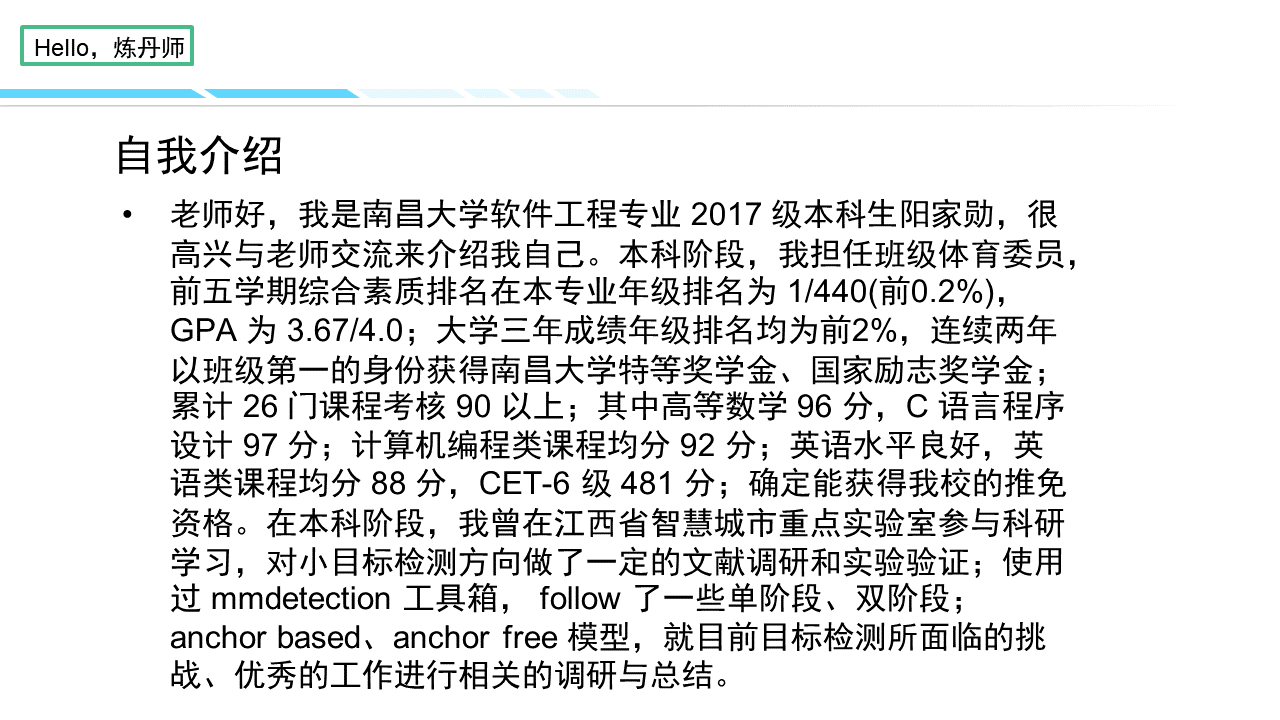 Hello，炼丹师
自我介绍
• 老师好，我是南昌大学软件工程专业 2017 级本科生阳家勋，很
高兴与老师交流来介绍我自己。本科阶段，我担任班级体育委员，
前五学期综合素质排名在本专业年级排名为 1/440(前0.2%)，
GPA 为 3.67/4.0；大学三年成绩年级排名均为前2%，连续两年
以班级第一的身份获得南昌大学特等奖学金、国家励志奖学金；
累计 26 门课程考核 90 以上；其中高等数学 96 分，C 语言程序
设计 97 分；计算机编程类课程均分 92 分；英语水平良好，英
语类课程均分 88 分，CET-6 级 481 分；确定能获得我校的推免
资格。在本科阶段，我曾在江西省智慧城市重点实验室参与科研
学习，对小目标检测方向做了一定的文献调研和实验验证；使用
过 mmdetection 工具箱， follow 了一些单阶段、双阶段；
anchor based、anchor free 模型，就目前目标检测所面临的挑
战、优秀的工作进行相关的调研与总结。